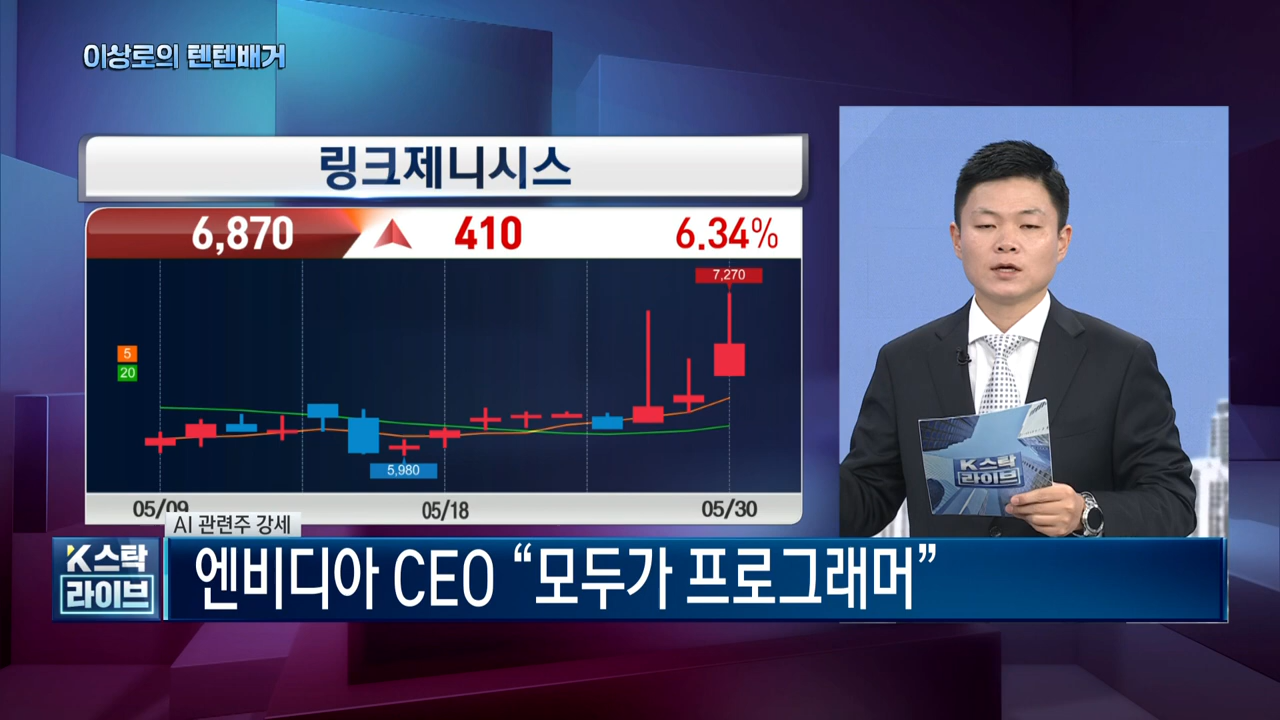 이상로의 텐텐배거
링크제니시스
6,870 410 6.34%
7,270
5
20
5,980
05/09 05/18 05/30
AI 관련주 강세
K스탁
라이브
엔비디아 CEO “모두가 프로그래머”
K스탁
라이브